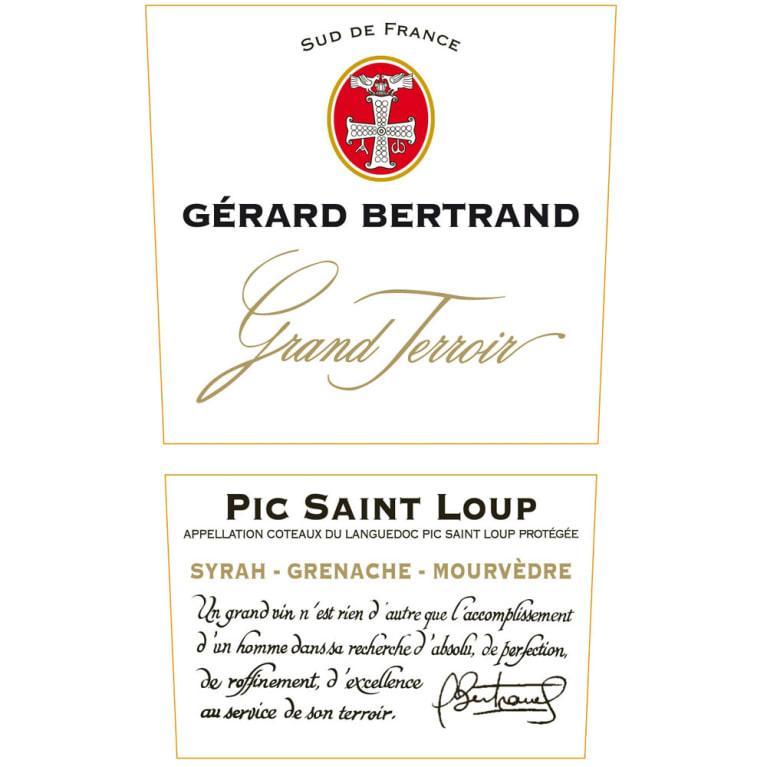 SUD DE FRANCE
A ω
GÉRARD BERTRAND
Grand Terroir
PIC SAINT LOUP
APPELLATION COTEAUX DU LANGUEDOC PIC SAINT LOUP PROTÉGÉE
SYRAH - GRENACHE - MOURVÈDRE
Un grand vin n'est rien d'autre que l'accomplissement
d'un homme dans sa recherche d'absolu, de perfection,
de raffinement, d'excellence
au service de son terroir.
Bertrand